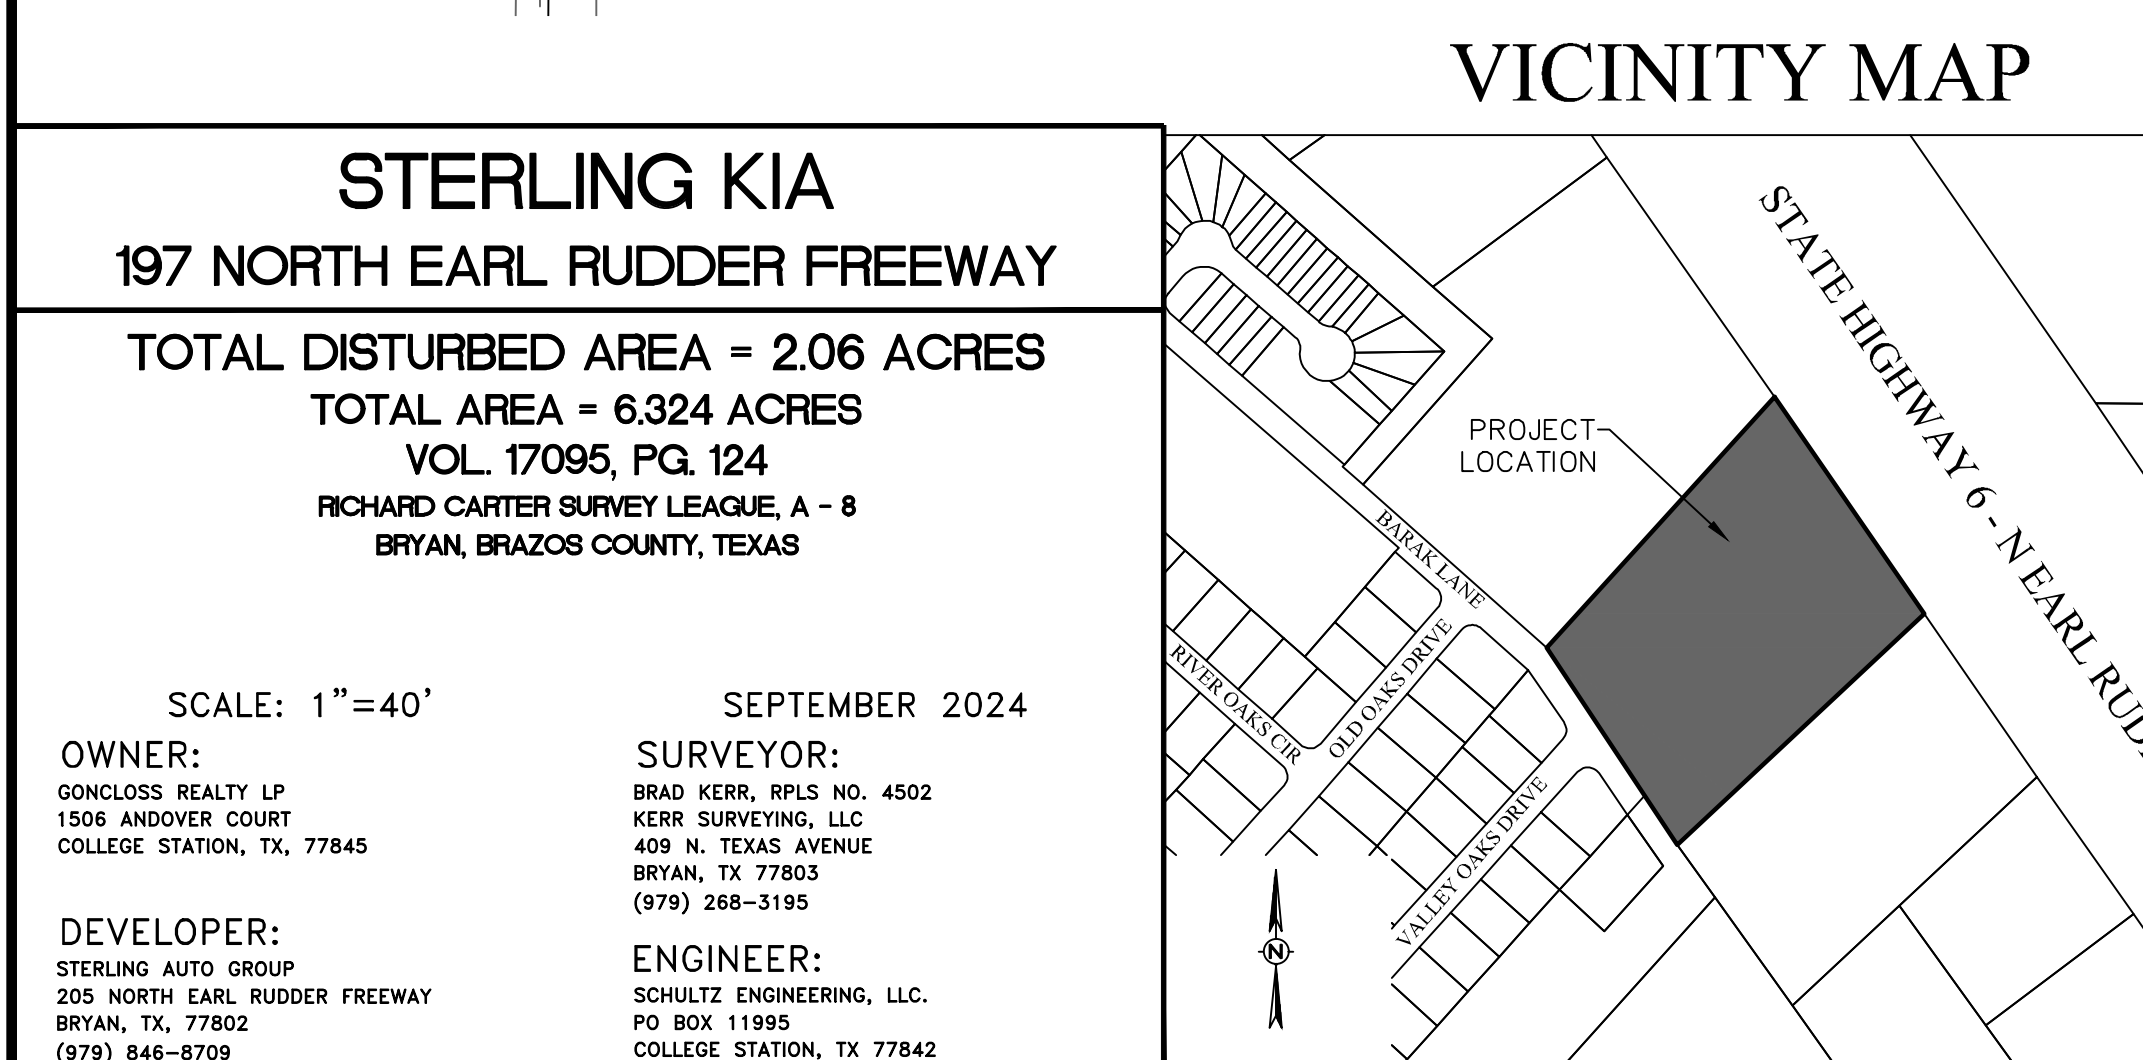 VICINITY MAP
STERLING KIA
197 NORTH EARL RUDDER FREEWAY
TOTAL DISTURBED AREA = 2.06 ACRES
TOTAL AREA = 6.324 ACRES
VOL. 17095, PG. 124
RICHARD CARTER SURVEY LEAGUE, A - 8
BRYAN, BRAZOS COUNTY, TEXAS
SCALE: 1"=40'
SEPTEMBER 2024
OWNER:
GONCLOSS REALTY LP
1506 ANDOVER COURT
COLLEGE STATION, TX, 77845
DEVELOPER:
STERLING AUTO GROUP
205 NORTH EARL RUDDER FREEWAY
BRYAN, TX, 77802
(979) 846-8709
SURVEYOR:
BRAD KERR, RPLS NO. 4502
KERR SURVEYING, LLC
409 N. TEXAS AVENUE
BRYAN, TX 77803
(979) 268-3195
ENGINEER:
SCHULTZ ENGINEERING, LLC.
PO BOX 11995
COLLEGE STATION, TX 77842
STATE HIGHWAY 6 - N EARL RUD
PROJECT
LOCATION
BARAK LANE
RIVER OAKS CIR
OLD OAKS DRIVE
VALLEY OAKS DRIVE
N